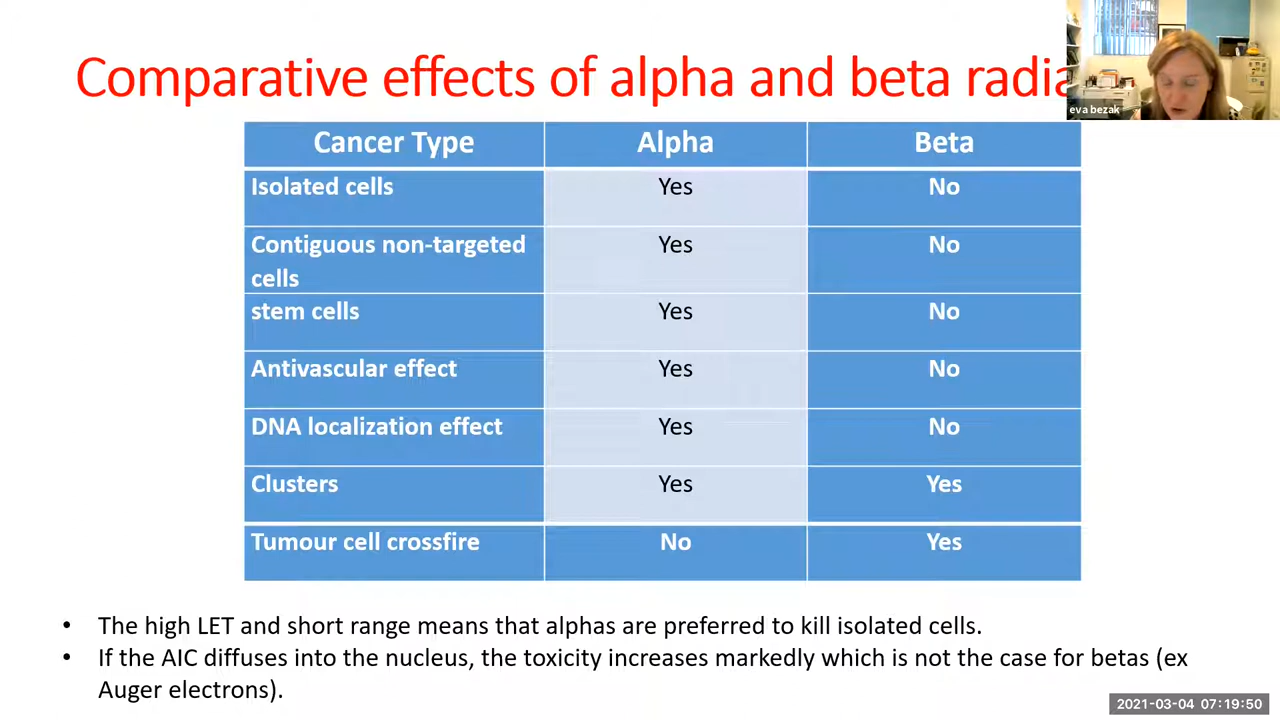 Comparative effects of alpha and beta
eva bezak
Cancer Type Alpha Beta
Isolated cells Yes No
Contiguous non-targeted
cells Yes No
stem cells Yes No
Antivascular effect Yes No
DNA localization effect Yes No
Clusters Yes Yes
Tumour cell crossfire No Yes
• The high LET and short range means that alphas are preferred to kill isolated cells.
• If the AIC diffuses into the nucleus, the toxicity increases markedly which is not the case for betas (ex
Auger electrons).
2021-03-04 07:19:50